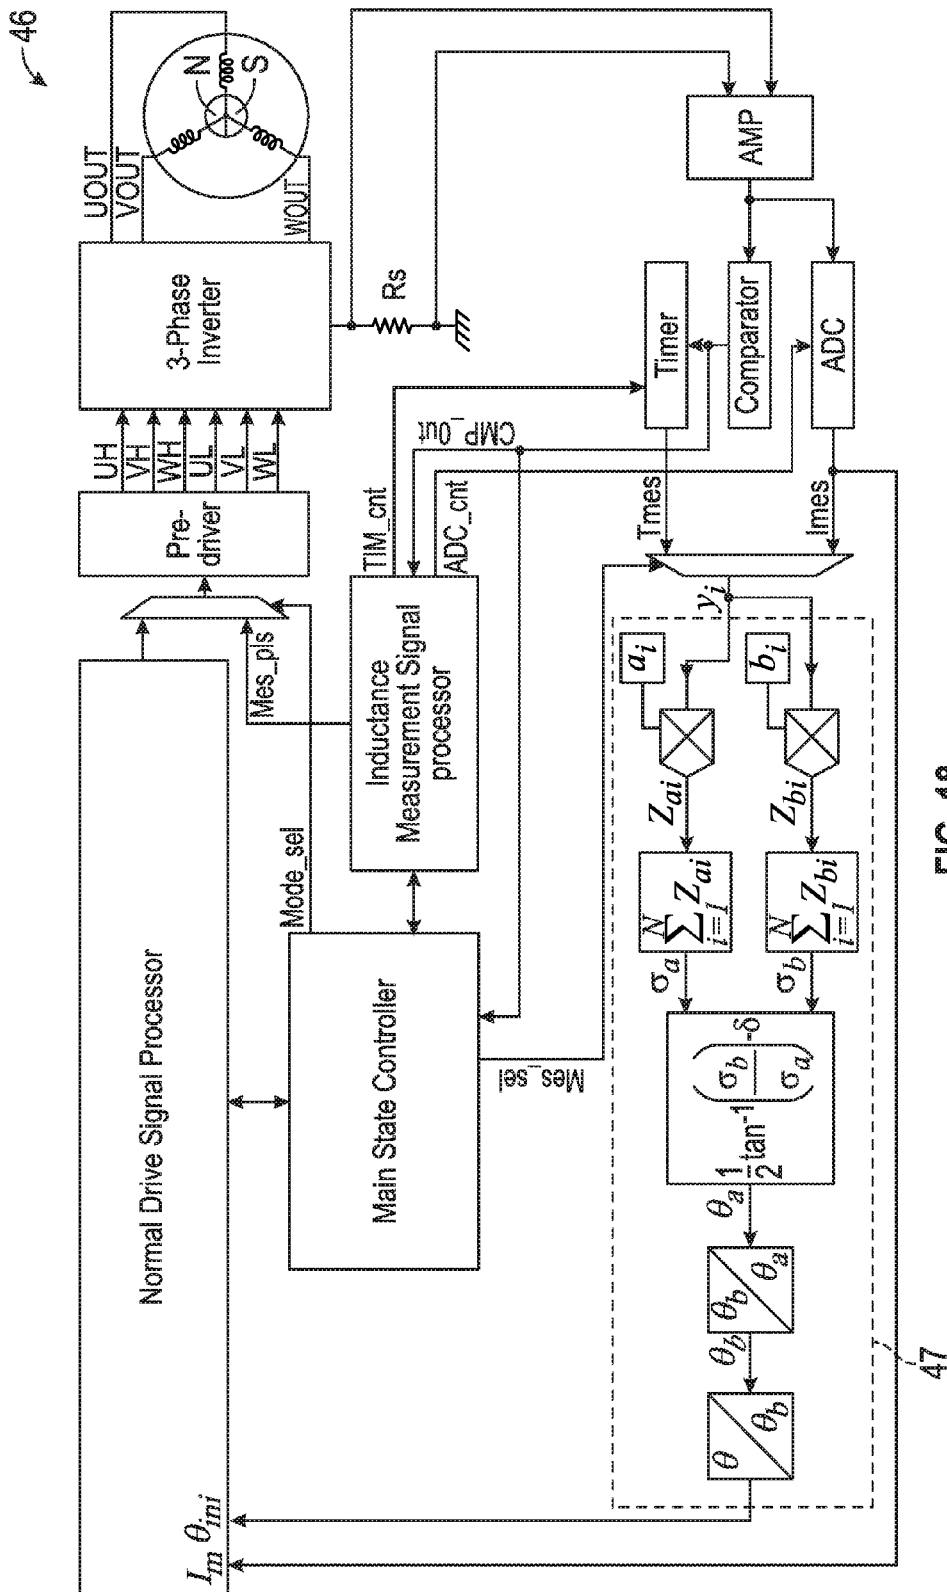 46
Normal Drive Signal Processor
I_m θ_ini
Pre-
driver
UH
VH
WH
UL
VL
WL
3-Phase
Inverter
UOUT
VOUT
WOUT
N
S
Rs
Mes_pls
Mode_sel
Main State Controller
Inductance
Measurement Signal
processor
TIM_cnt
ADC_cnt
CMP_Out
Mes_sel
Timer
Comparator
ADC
AMP
Tmes
Imes
y_i
a_i
b_i
Z_ai
Z_bi
N
Σ Z_ai
i=1
N
Σ Z_bi
i=1
σ_a
σ_b
1/2 tan⁻¹ (σ_b/σ_a) -δ
θ_a
θ_b
θ_a
θ_b
θ
θ_b
47